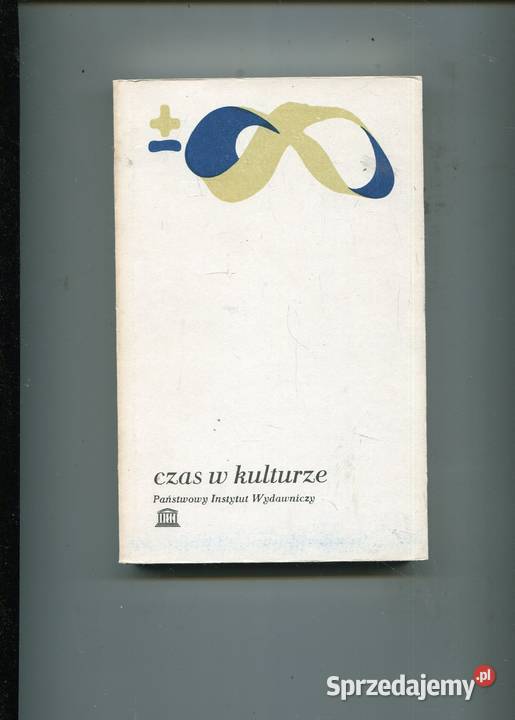 ±
czas w kulturze
Państwowy Instytut Wydawniczy
Sprzedajemy.pl